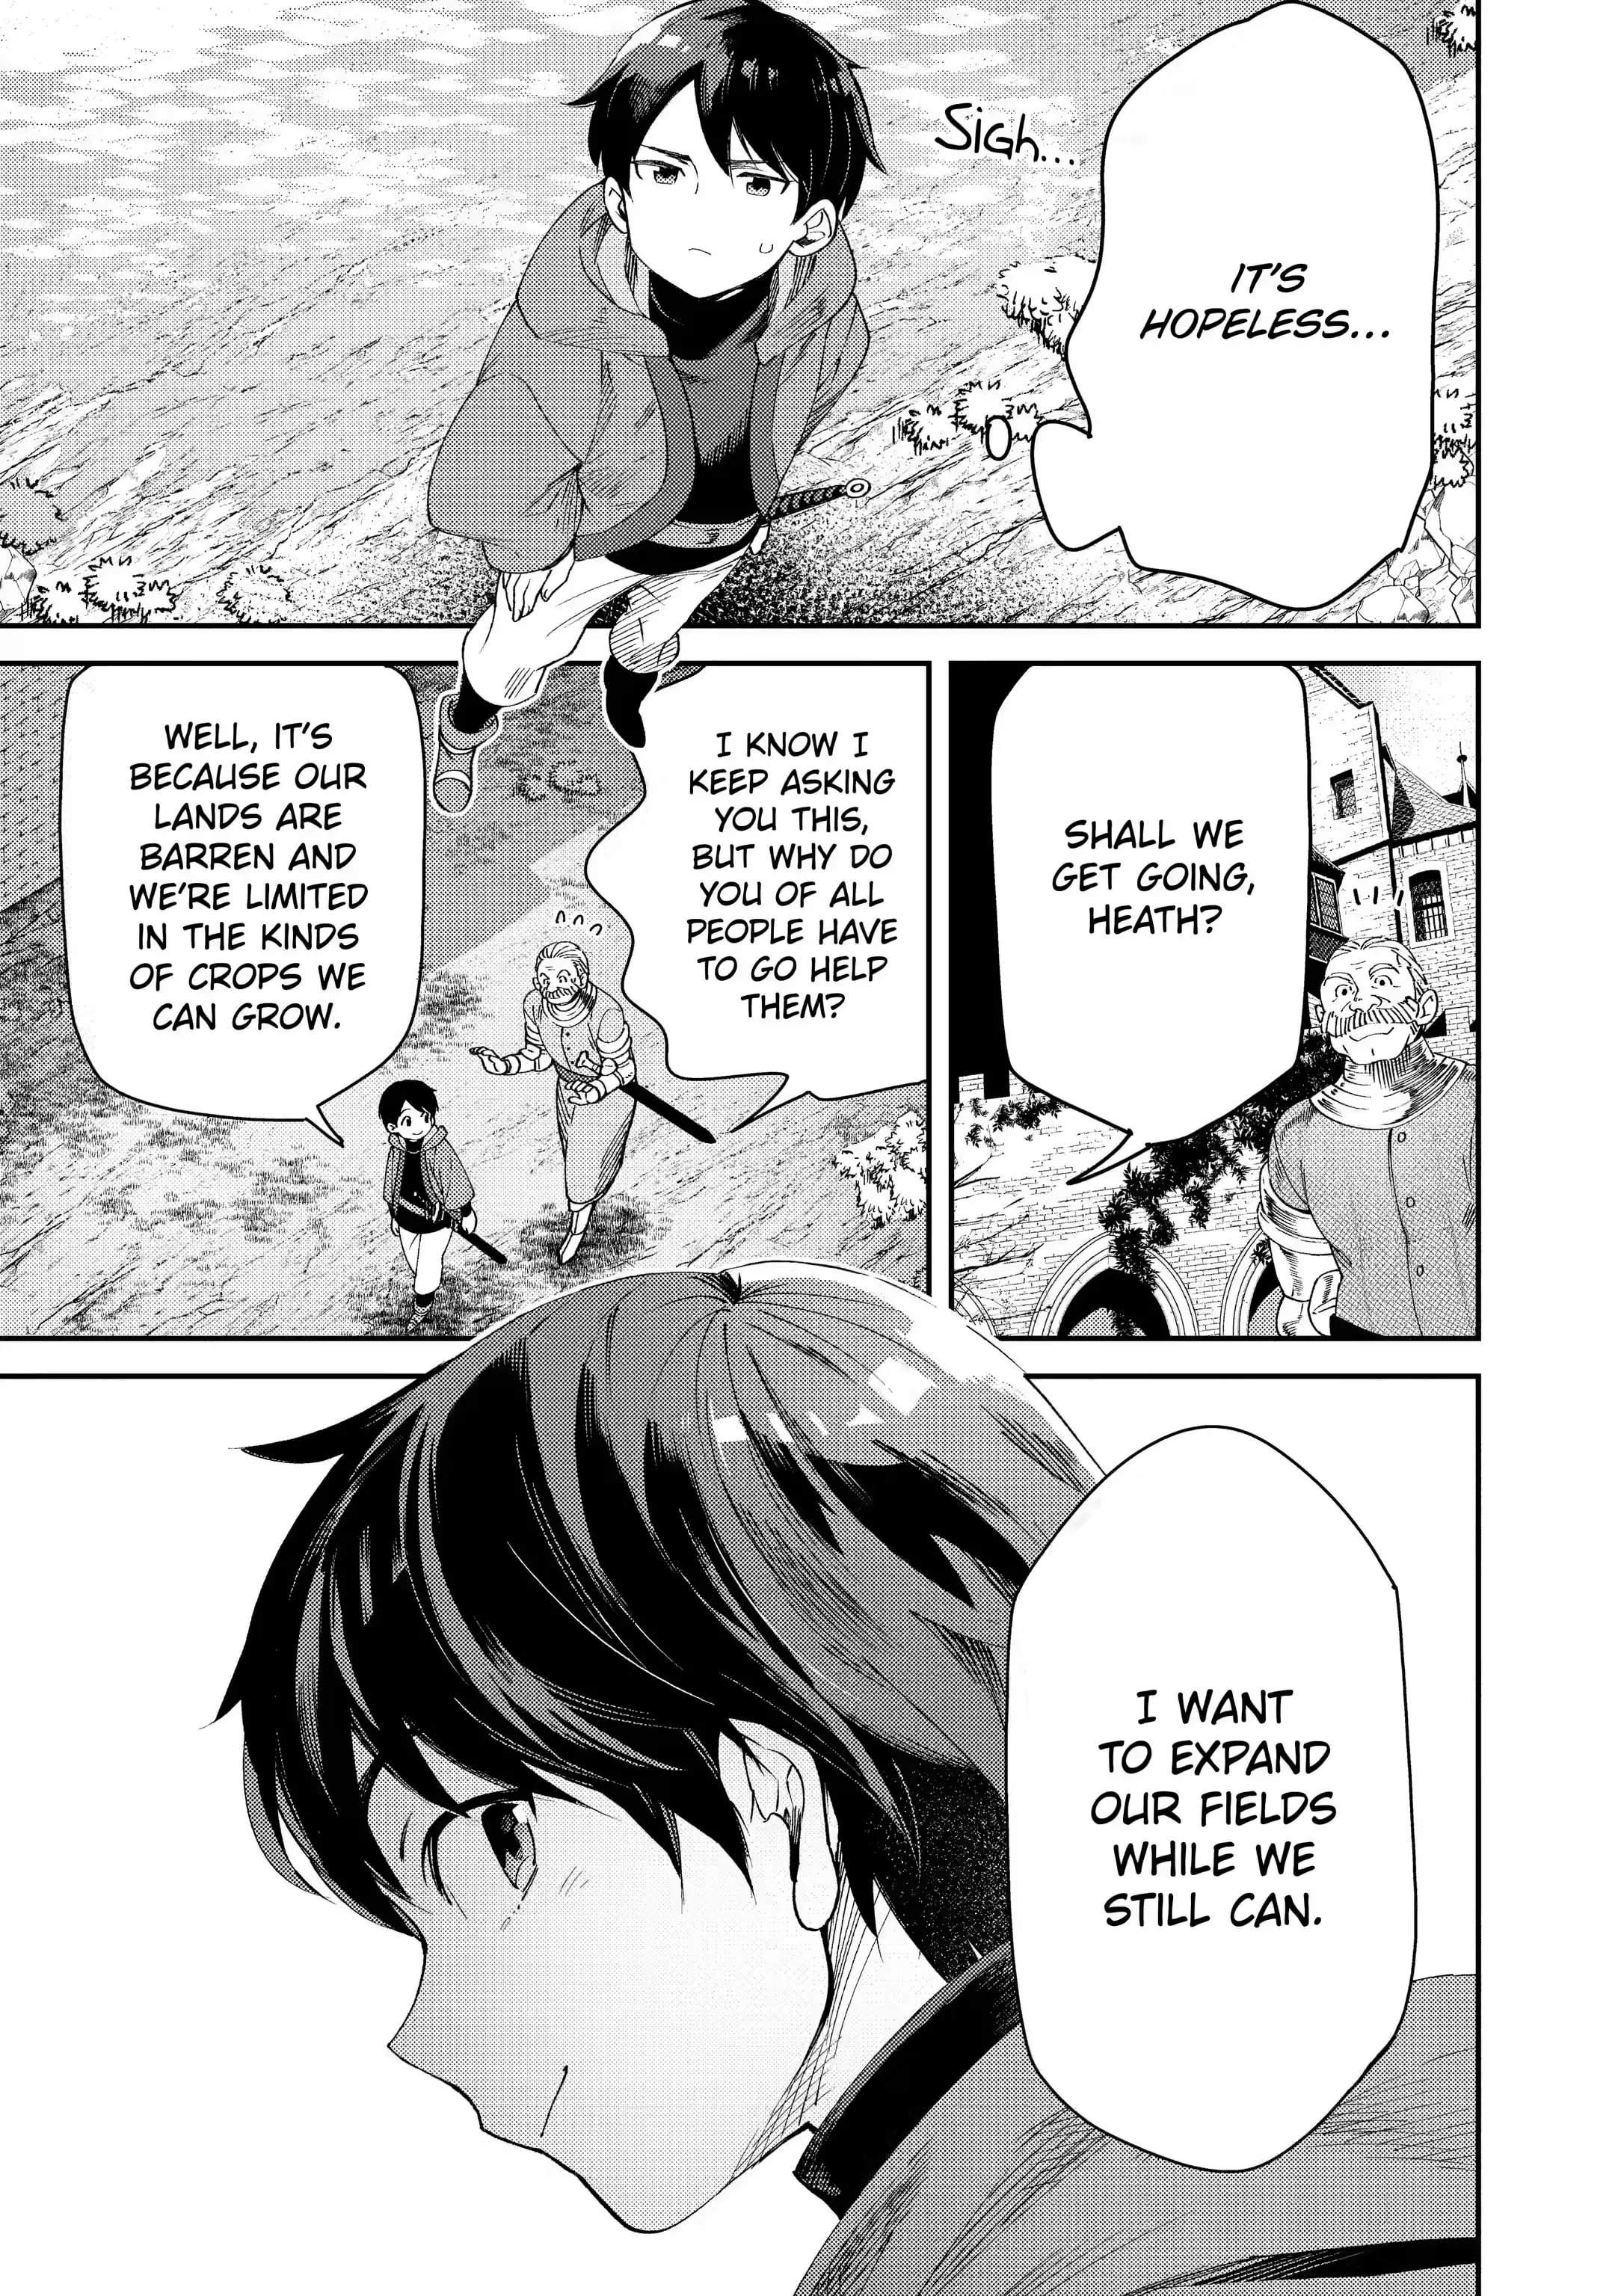 Sigh...
IT'S
HOPELESS...
SHALL WE
GET GOING,
HEATH?
I KNOW I
KEEP ASKING
YOU THIS,
BUT WHY DO
YOU OF ALL
PEOPLE HAVE
TO GO HELP
THEM?
WELL, IT'S
BECAUSE OUR
LANDS ARE
BARREN AND
WE'RE LIMITED
IN THE KINDS
OF CROPS WE
CAN GROW.
I WANT
TO EXPAND
OUR FIELDS
WHILE WE
STILL CAN.